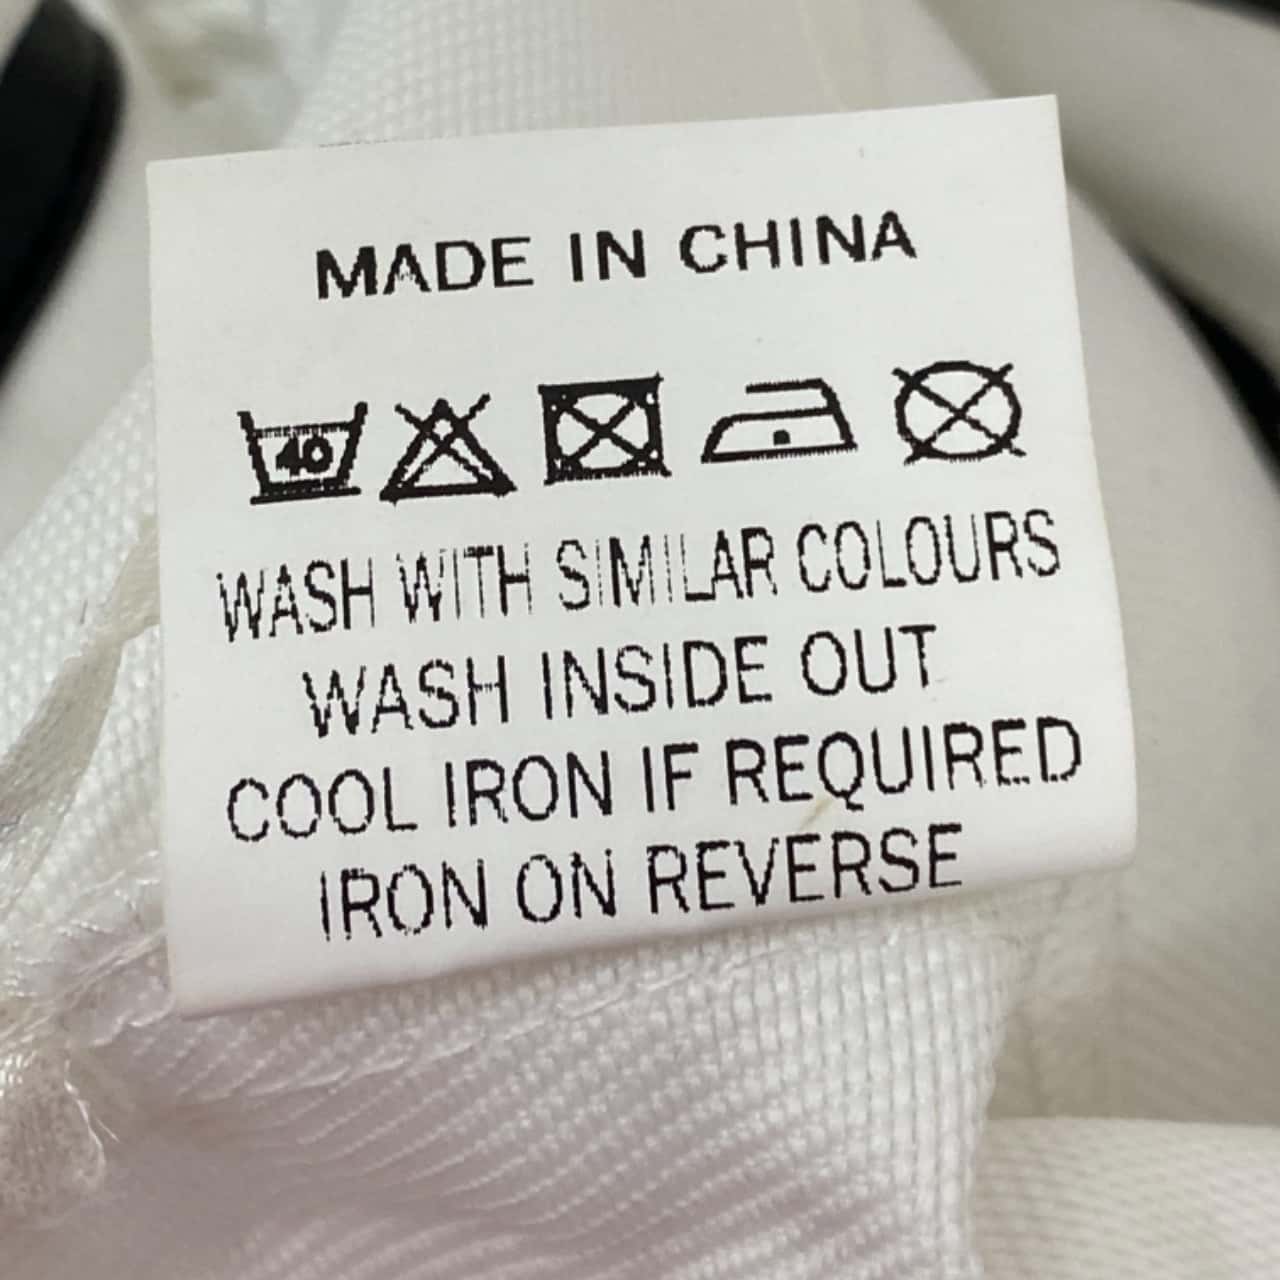 MADE IN CHINA
40
WASH WITH SIMILAR COLOURS
WASH INSIDE OUT
COOL IRON IF REQUIRED
IRON ON REVERSE